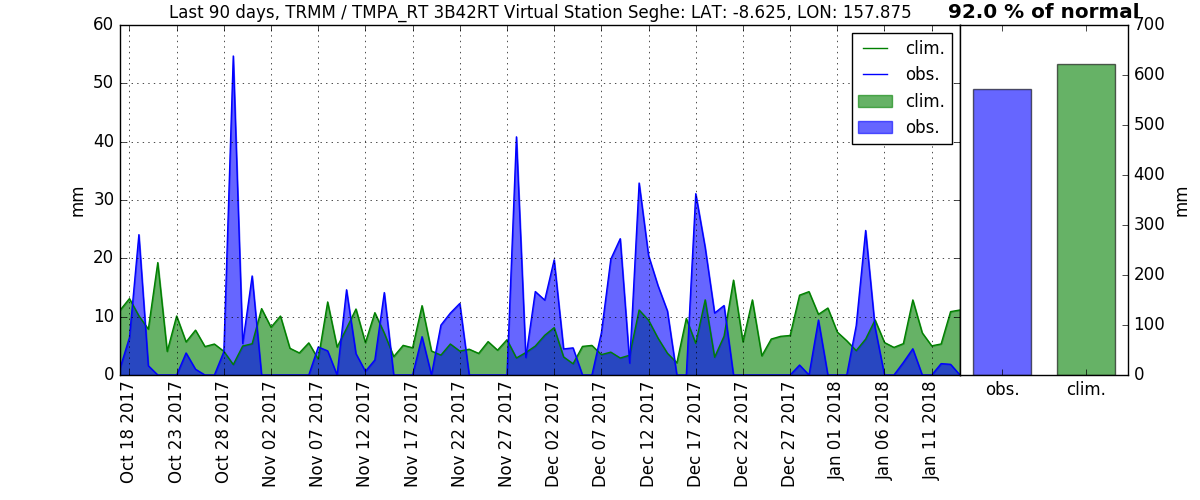 Last 90 days, TRMM / TMPA_RT 3B42RT Virtual Station Seghe: LAT: -8.625, LON: 157.875
92.0 % of normal
60
50
40
30
20
10
0
mm
clim.
obs.
clim.
obs.
700
600
500
400
300
200
100
0
mm
Oct 18 2017
Oct 23 2017
Oct 28 2017
Nov 02 2017
Nov 07 2017
Nov 12 2017
Nov 17 2017
Nov 22 2017
Nov 27 2017
Dec 02 2017
Dec 07 2017
Dec 12 2017
Dec 17 2017
Dec 22 2017
Dec 27 2017
Jan 01 2018
Jan 06 2018
Jan 11 2018
obs.
clim.